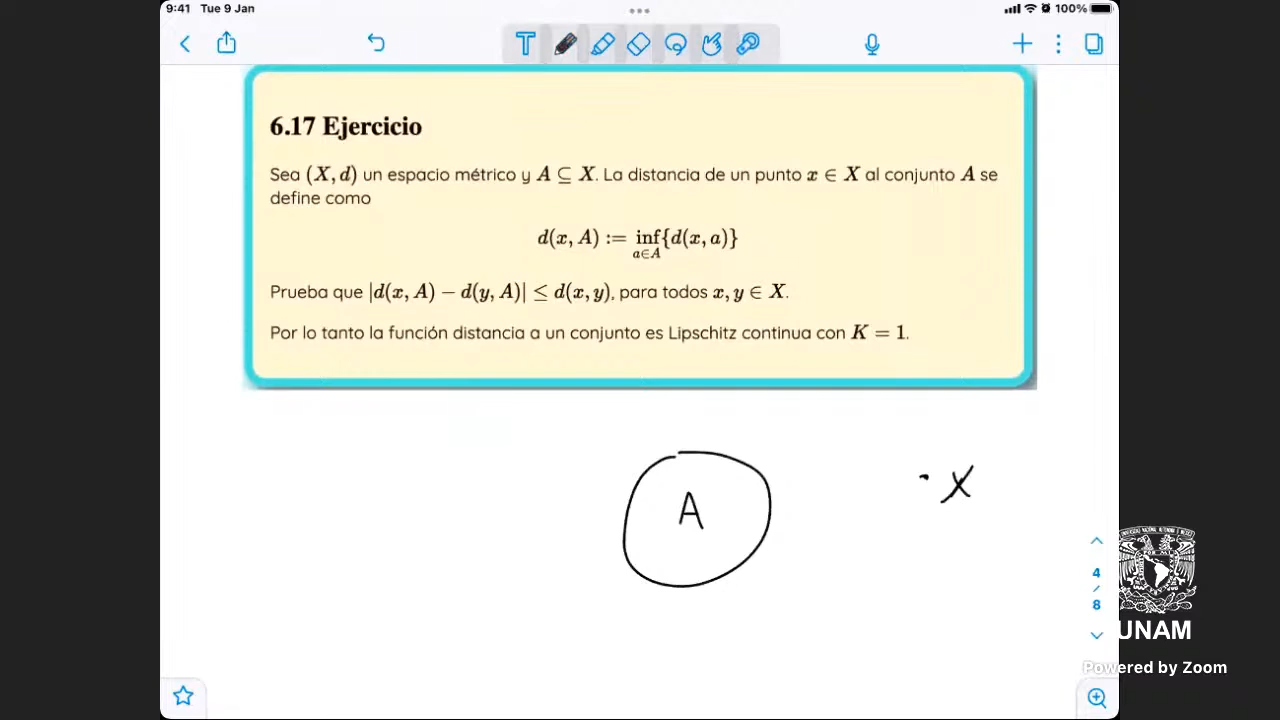 9:41 Tue 9 Jan
100%
T
6.17 Ejercicio
Sea (X, d) un espacio métrico y A ⊆ X. La distancia de un punto x ∈ X al conjunto A se
define como
d(x, A) := inf{d(x, a)}
a∈A
Prueba que |d(x, A) − d(y, A)| ≤ d(x, y), para todos x, y ∈ X.
Por lo tanto la función distancia a un conjunto es Lipschitz continua con K = 1.
A
x
4
/
8
UNAM
Powered by Zoom